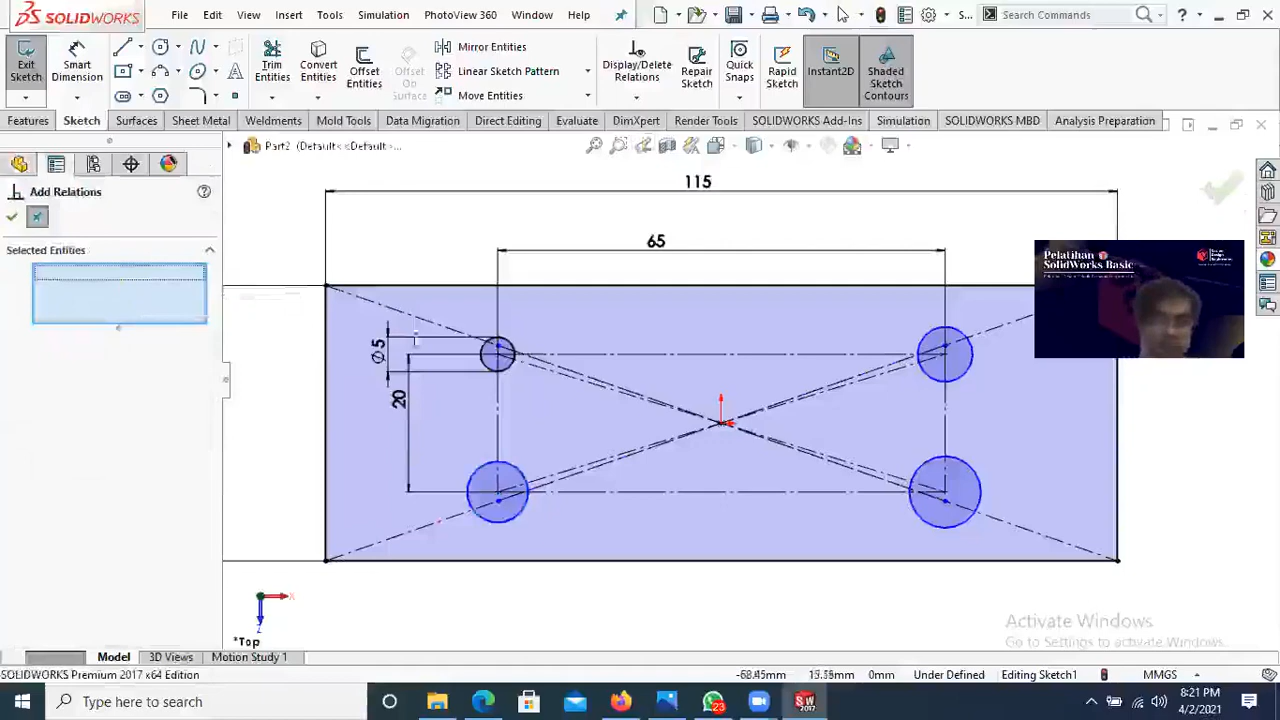 SOLIDWORKS File Edit View Insert Tools Simulation PhotoView 360 Window Help S... Search Commands ?
Exit Sketch
Smart Dimension
Trim Entities
Convert Entities
Offset Entities
Offset On Surface
Mirror Entities
Linear Sketch Pattern
Move Entities
Display/Delete Relations
Repair Sketch
Quick Snaps
Rapid Sketch
Instant2D
Shaded Sketch Contours
Features Sketch Surfaces Sheet Metal Weldments Mold Tools Data Migration Direct Editing Evaluate DimXpert Render Tools SOLIDWORKS Add-Ins Simulation SOLIDWORKS MBD Analysis Preparation
Part2 (Default<<Default>...
Add Relations
Selected Entities
115
65
Ø5
20
Pelatihan
SolidWorks Basic
X
Z
*Top
Activate Windows
Go to Settings to activate Windows.
Model 3D Views Motion Study 1
SOLIDWORKS Premium 2017 x64 Edition -68.45mm 0mm Under Defined Editing Sketch1 MMGS
Type here to search
23
SW 2017
8:21 PM
4/2/2021